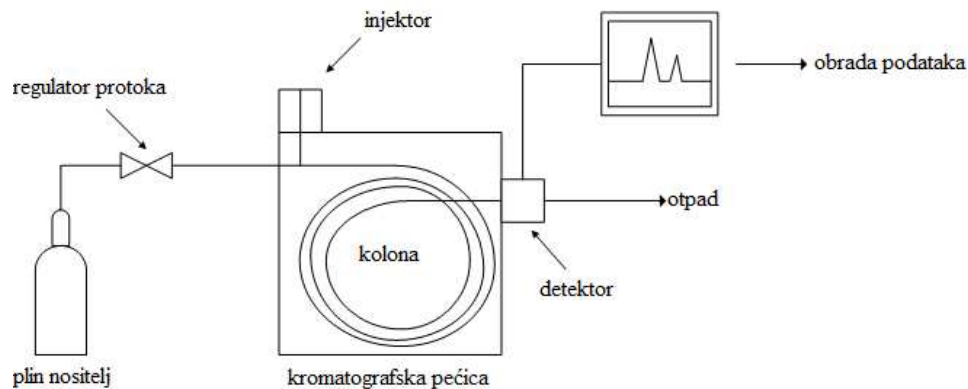 injektor
regulator protoka
obrada podataka
otpad
kolona
detektor
plin nositelj
kromatografska pećica